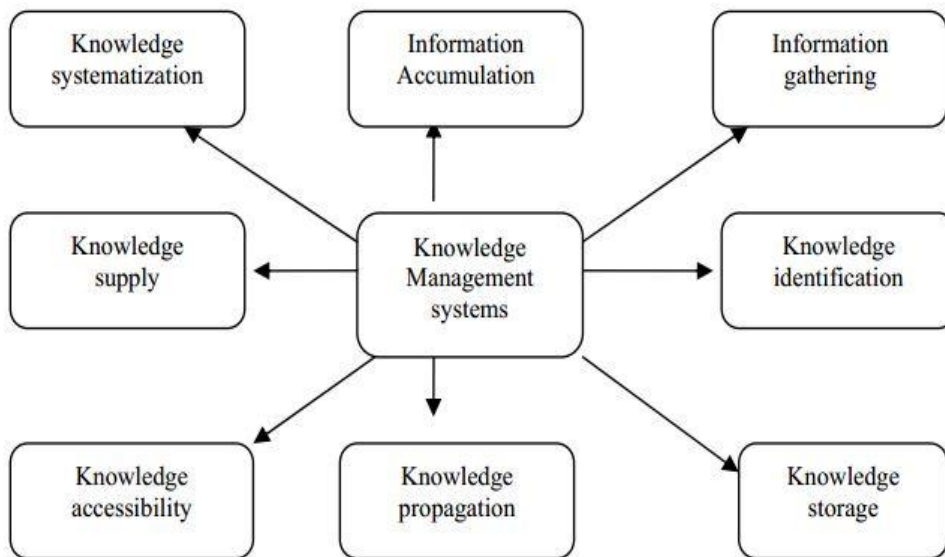 Knowledge
systematization
Information
Accumulation
Information
gathering
Knowledge
supply
Knowledge
Management
systems
Knowledge
identification
Knowledge
accessibility
Knowledge
propagation
Knowledge
storage